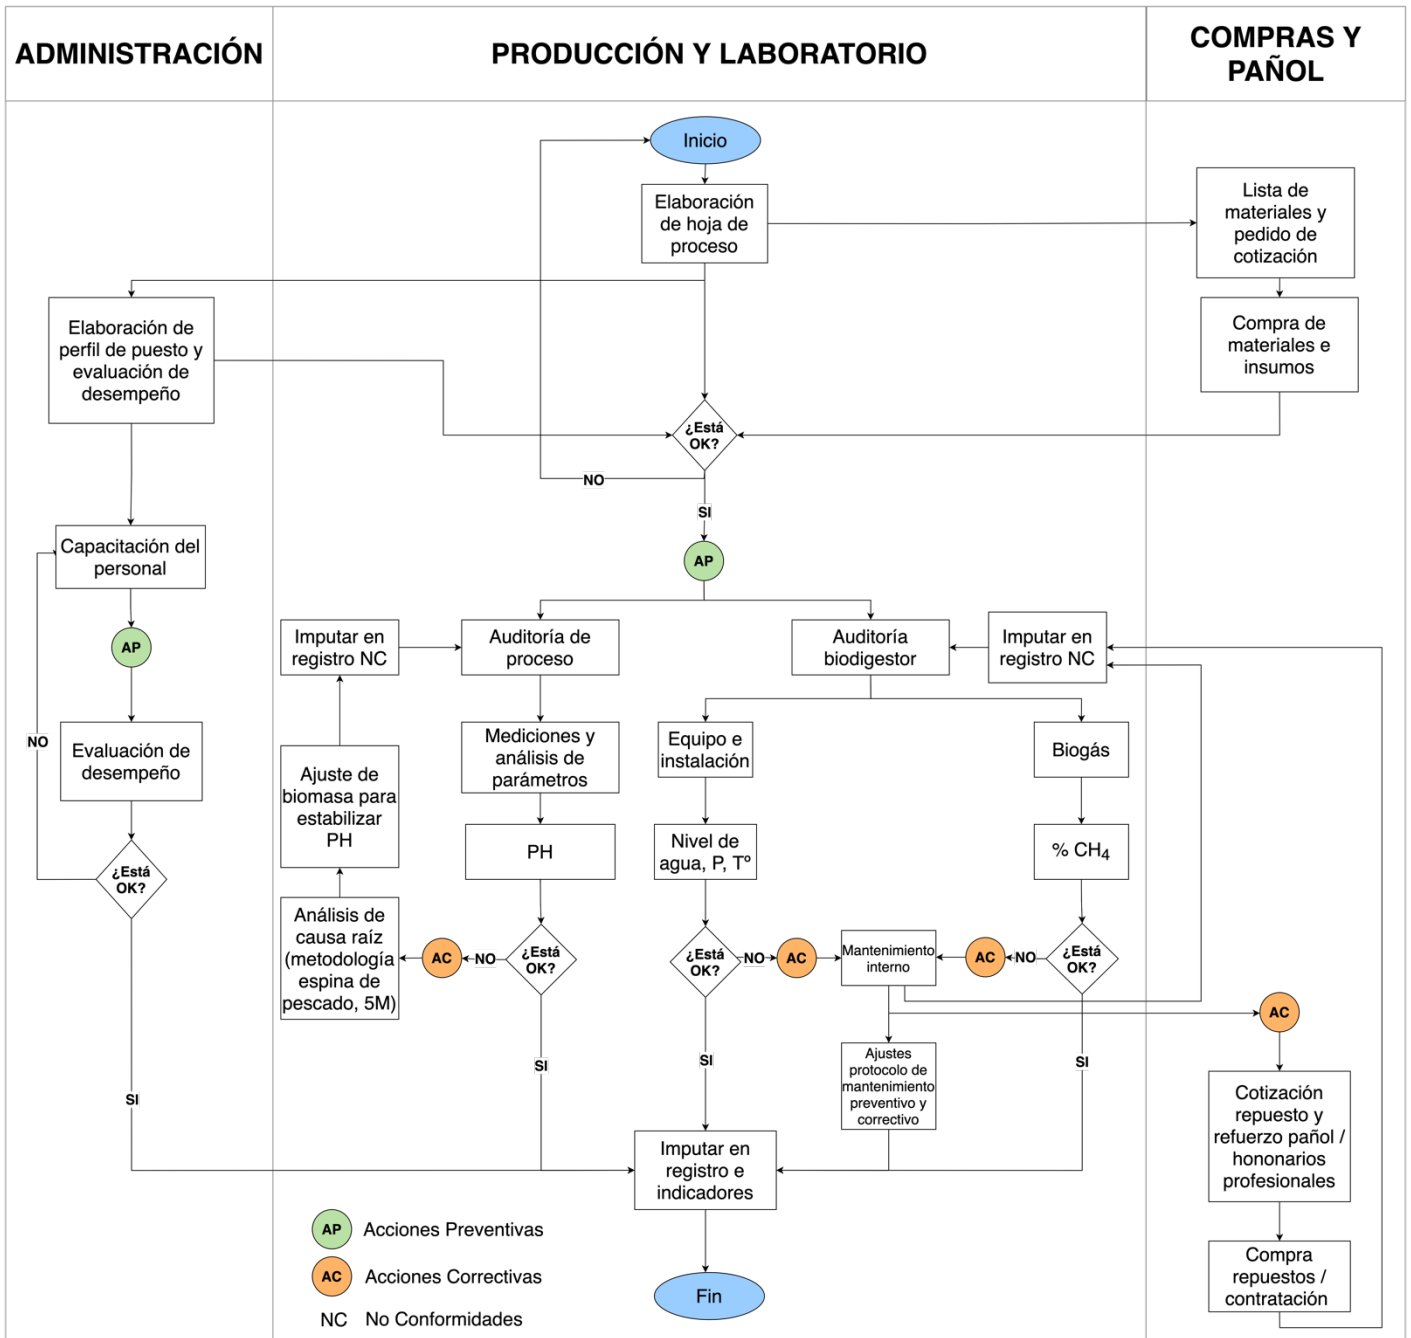 ADMINISTRACIÓN
PRODUCCIÓN Y LABORATORIO
COMPRAS Y
PAÑOL
Inicio
Elaboración
de hoja de
proceso
Lista de
materiales y
pedido de
cotización
Elaboración de
perfil de puesto y
evaluación de
desempeño
Compra de
materiales e
insumos
¿Está
OK?
NO
SI
AP
Capacitación del
personal
AP
Imputar en
registro NC
Auditoría de
proceso
Auditoría
biodigestor
Imputar en
registro NC
NO
Evaluación de
desempeño
Ajuste de
biomasa para
estabilizar
PH
Mediciones y
análisis de
parámetros
Equipo e
instalación
Biogás
PH
Nivel de
agua, P, Tº
% CH4
¿Está
OK?
Análisis de
causa raíz
(metodología
espina de
pescado, 5M)
AC
NO
¿Está
OK?
¿Está
OK?
NO
AC
Mantenimiento
interno
AC
NO
¿Está
OK?
AC
SI
SI
SI
SI
Ajustes
protocolo de
mantenimiento
preventivo y
correctivo
Cotización
repuesto y
refuerzo pañol /
hononarios
profesionales
Imputar en
registro e
indicadores
Compra
repuestos /
contratación
Fin
AP Acciones Preventivas
AC Acciones Correctivas
NC No Conformidades